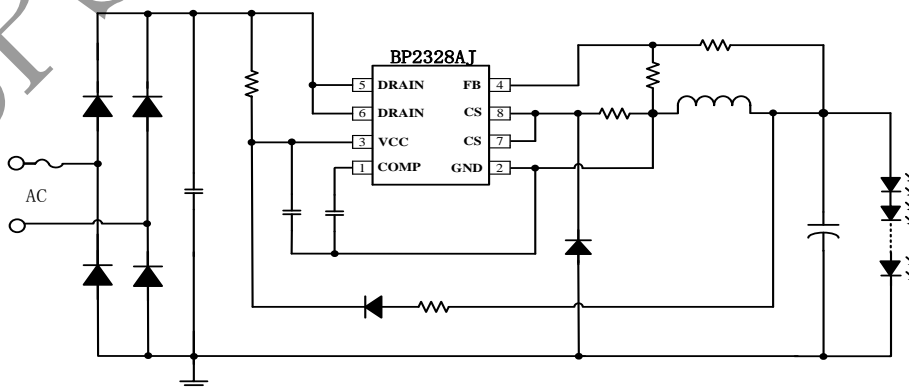 BP2328AJ
5 DRAIN FB 4
6 DRAIN CS 8
3 VCC CS 7
1 COMP GND 2
AC